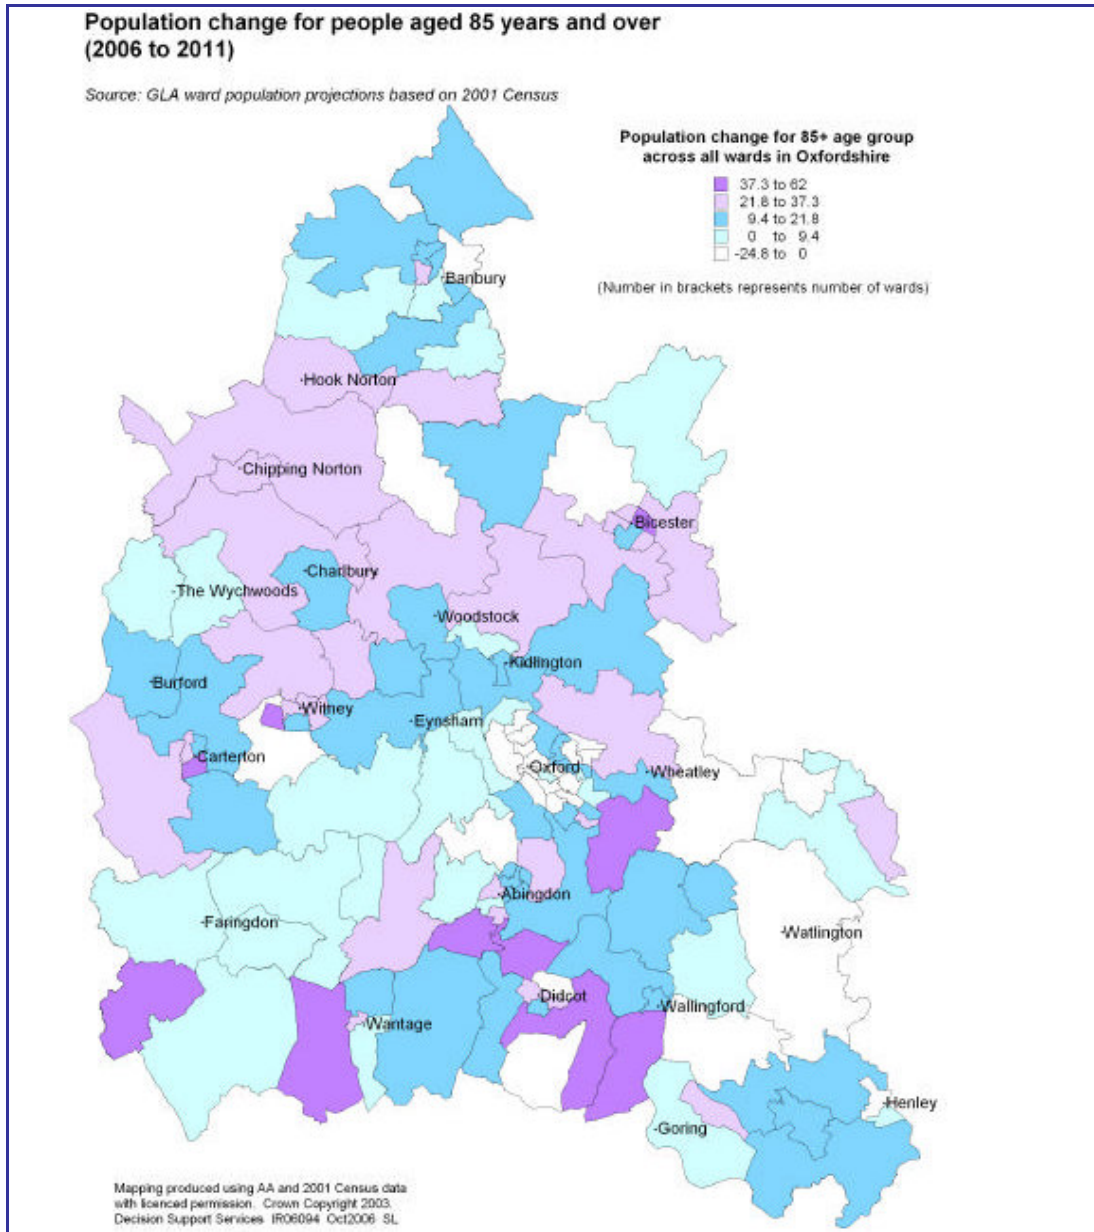 Population change for people aged 85 years and over
(2006 to 2011)
Source: GLA ward population projections based on 2001 Census
Population change for 85+ age group
across all wards in Oxfordshire
37.3 to 62
21.8 to 37.3
9.4 to 21.8
0 to 9.4
-24.8 to 0
(Number in brackets represents number of wards)
Banbury
Hook Norton
Chipping Norton
Bicester
Charlbury
The Wychwoods
Woodstock
Kidlington
Burford
Witney
Eynsham
Carterton
Oxford
Wheatley
Abingdon
Faringdon
Watlington
Didcot
Wallingford
Wantage
Henley
Goring
Mapping produced using AA and 2001 Census data
with licenced permission. Crown Copyright 2003.
Decision Support Services IR06094 Oct2006 SL